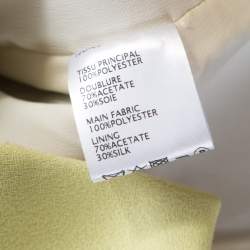 TISSU PRINCIPAL
100%POLYESTER
DOUBLURE
70%ACETATE
30%SOIE
MAIN FABRIC
100%POLYESTER
LINING
70%ACETATE
30%SILK